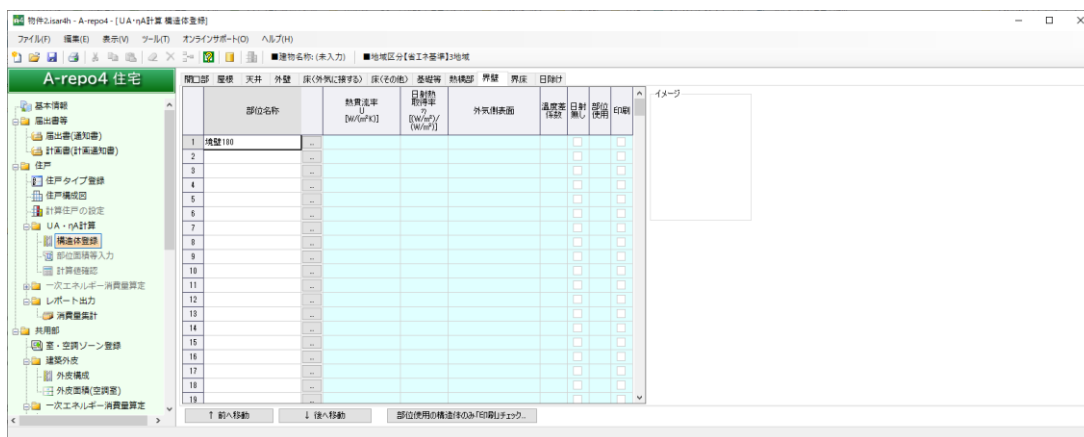 物件2.isar4h - A-repo4 - [UA・ηA計算 構造体登録]
ファイル(F) 編集(E) 表示(V) ツール(T) オンラインサポート(O) ヘルプ(H)
■建物名称:(未入力) ■地域区分【省エネ基準】3地域
A-repo4 住宅
基本情報
届出書等
届出書(通知書)
計画書(計画通知書)
住戸
住戸タイプ登録
住戸構成図
計算住戸の設定
UA・ηA計算
構造体登録
部位面積等入力
計算値確認
一次エネルギー消費量算定
レポート出力
消費量集計
共用部
室・空調ゾーン登録
建築外皮
外皮構成
外皮面積(空調室)
一次エネルギー消費量算定
開口部 屋根 天井 外壁 床(外気に接する) 床(その他) 基礎等 熱橋部 界壁 界床 日除け
部位名称 熱貫流率 U [W/(m²K)] 日射熱取得率 η [(W/m²)/(W/m²)] 外気側表面 温度差係数 日射無し 部位使用 印刷
1 境壁180 ...
2 ...
3 ...
4 ...
5 ...
6 ...
7 ...
8 ...
9 ...
10 ...
11 ...
12 ...
13 ...
14 ...
15 ...
16 ...
17 ...
18 ...
19
イメージ
↑ 前へ移動 ↓ 後へ移動 部位使用の構造体のみ「印刷」チェック...